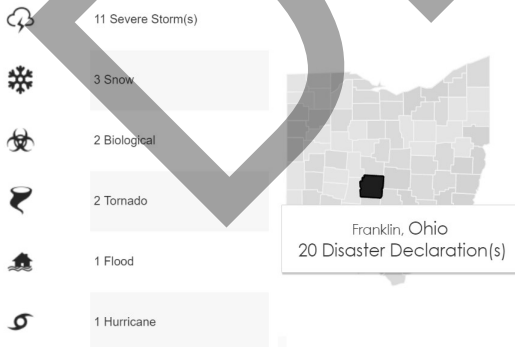 11 Severe Storm(s)
3 Snow
2 Biological
2 Tornado
1 Flood
1 Hurricane
Franklin, Ohio
20 Disaster Declaration(s)